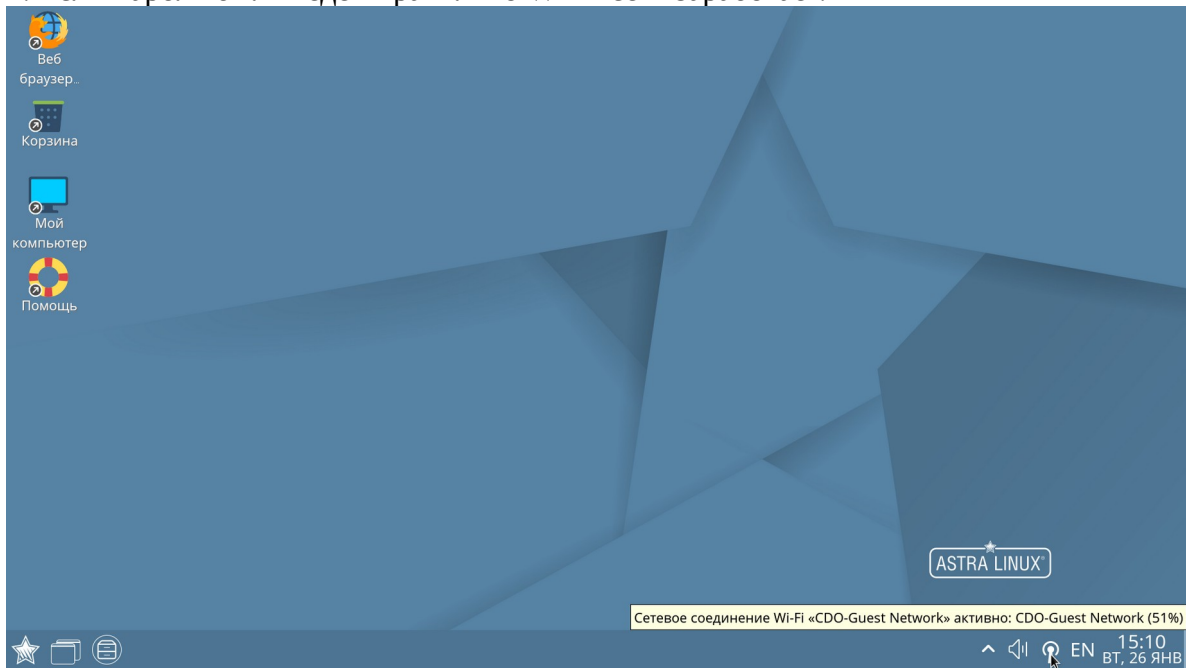 Веб
браузер...
Корзина
Мой
компьютер
Помощь
ASTRA LINUX®
Сетевое соединение Wi-Fi «CDO-Guest Network» активно: CDO-Guest Network (51%)
EN
15:10
ВТ, 26 ЯНВ